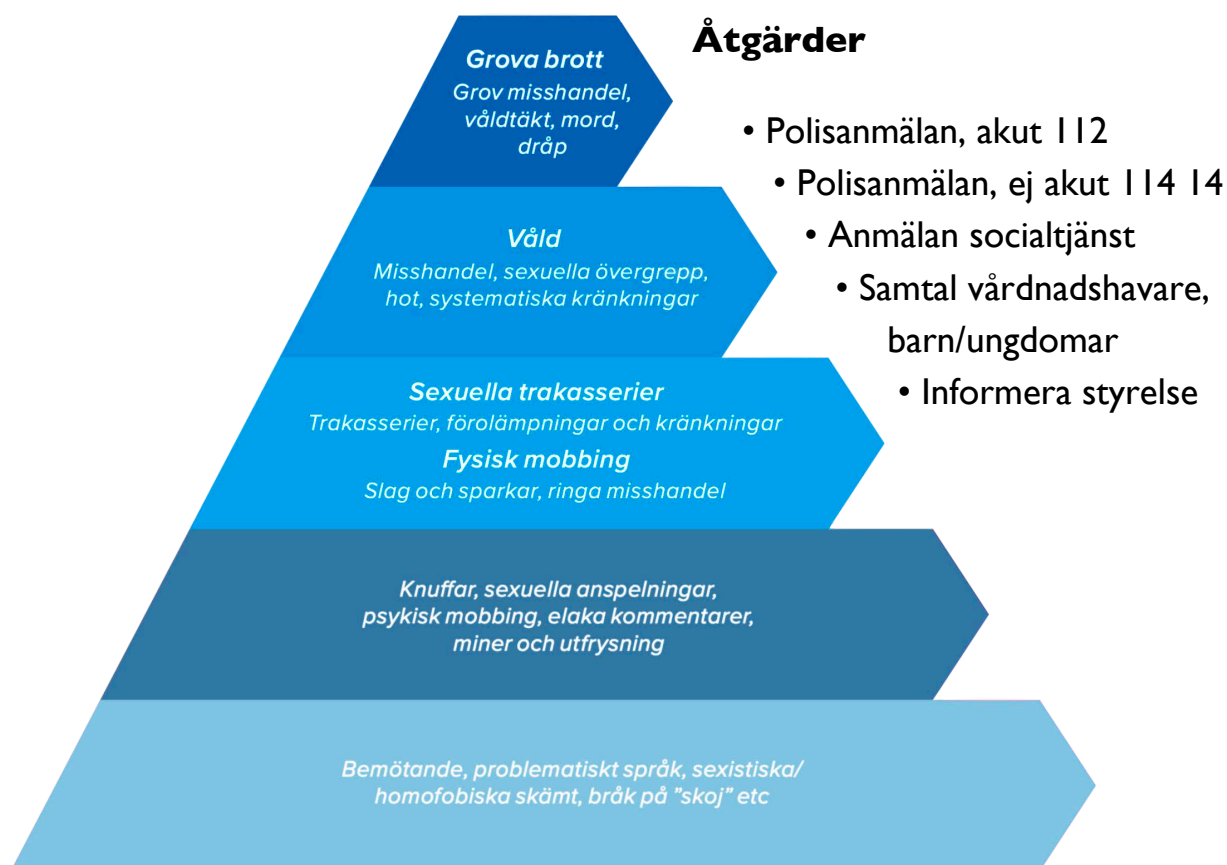 Åtgärder
• Polisanmälan, akut 112
• Polisanmälan, ej akut 114 14
• Anmälan socialtjänst
• Samtal vårdnadshavare,
barn/ungdomar
• Informera styrelse
Grova brott
Grov misshandel,
våldtäkt, mord,
dråp
Våld
Misshandel, sexuella övergrepp,
hot, systematiska kränkningar
Sexuella trakasserier
Trakasserier, förolämpningar och kränkningar
Fysisk mobbing
Slag och sparkar, ringa misshandel
Knuffar, sexuella anspelningar,
psykisk mobbing, elaka kommentarer,
miner och utfrysning
Bemötande, problematiskt språk, sexistiska/
homofobiska skämt, bråk på ”skoj” etc